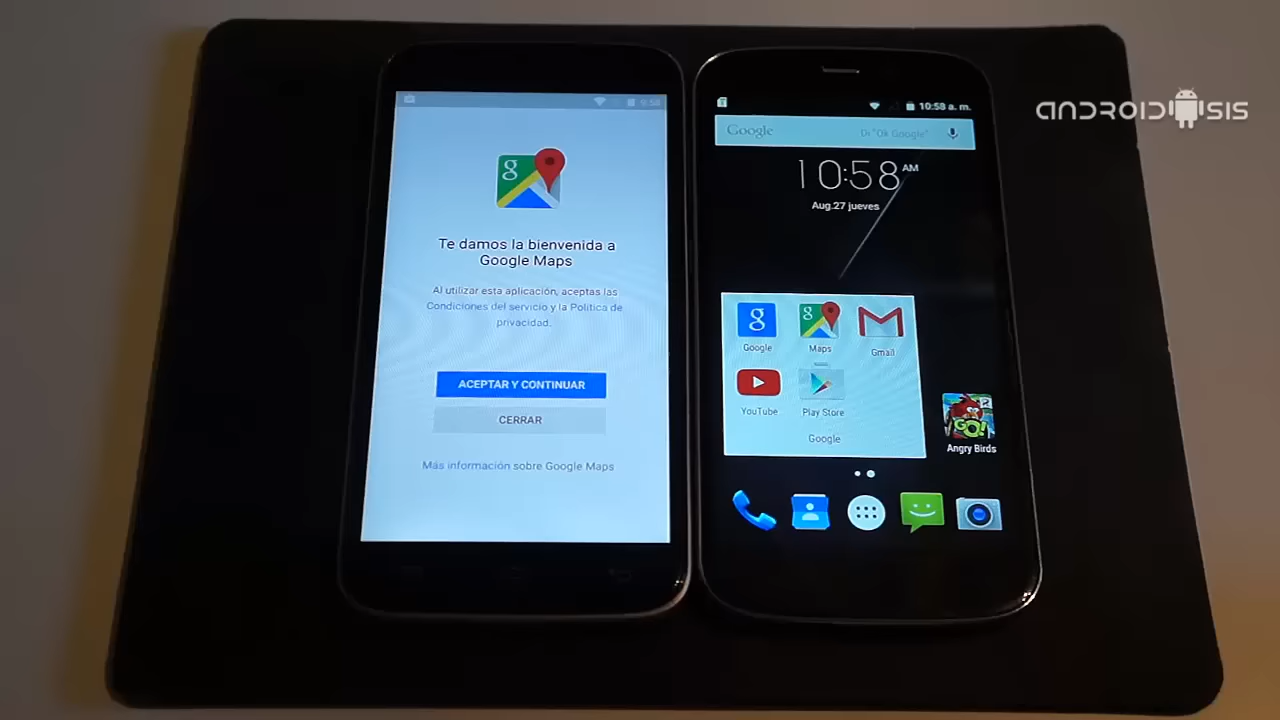 9:58
Te damos la bienvenida a
Google Maps
Al utilizar esta aplicación, aceptas las
Condiciones del servicio y la Política de
privacidad.
ACEPTAR Y CONTINUAR
CERRAR
Más información sobre Google Maps
10:58 a. m.
Google
Di "Ok Google"
10:58 AM
Aug.27 jueves
Google
Maps
Gmail
YouTube
Play Store
Google
GO!
Angry Birds
ANDROIDSIS